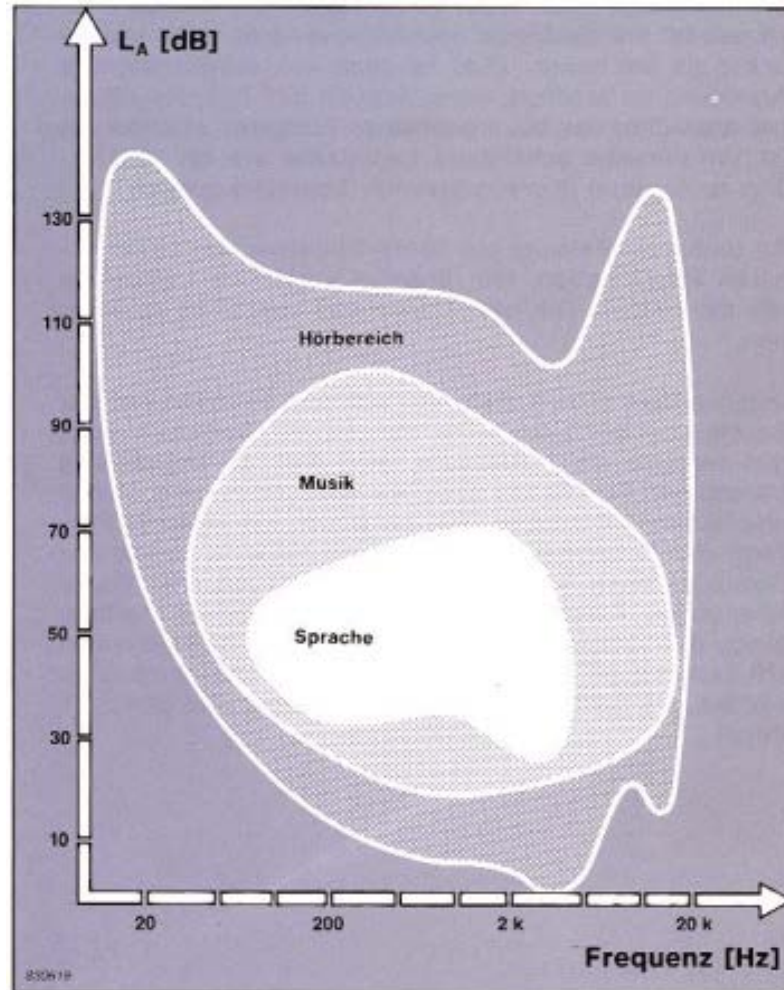 L_A [dB]
130
110
Hörbereich
90
Musik
70
Sprache
50
30
10
20 200 2 k 20 k
Frequenz [Hz]